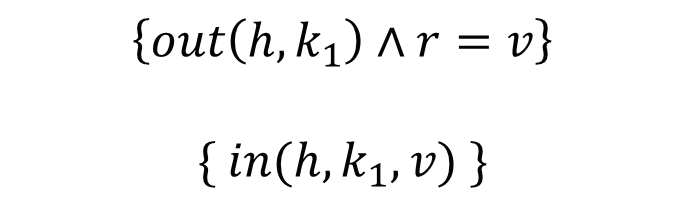 {out(h, k₁) ∧ r = v}
{ in(h, k₁, v) }